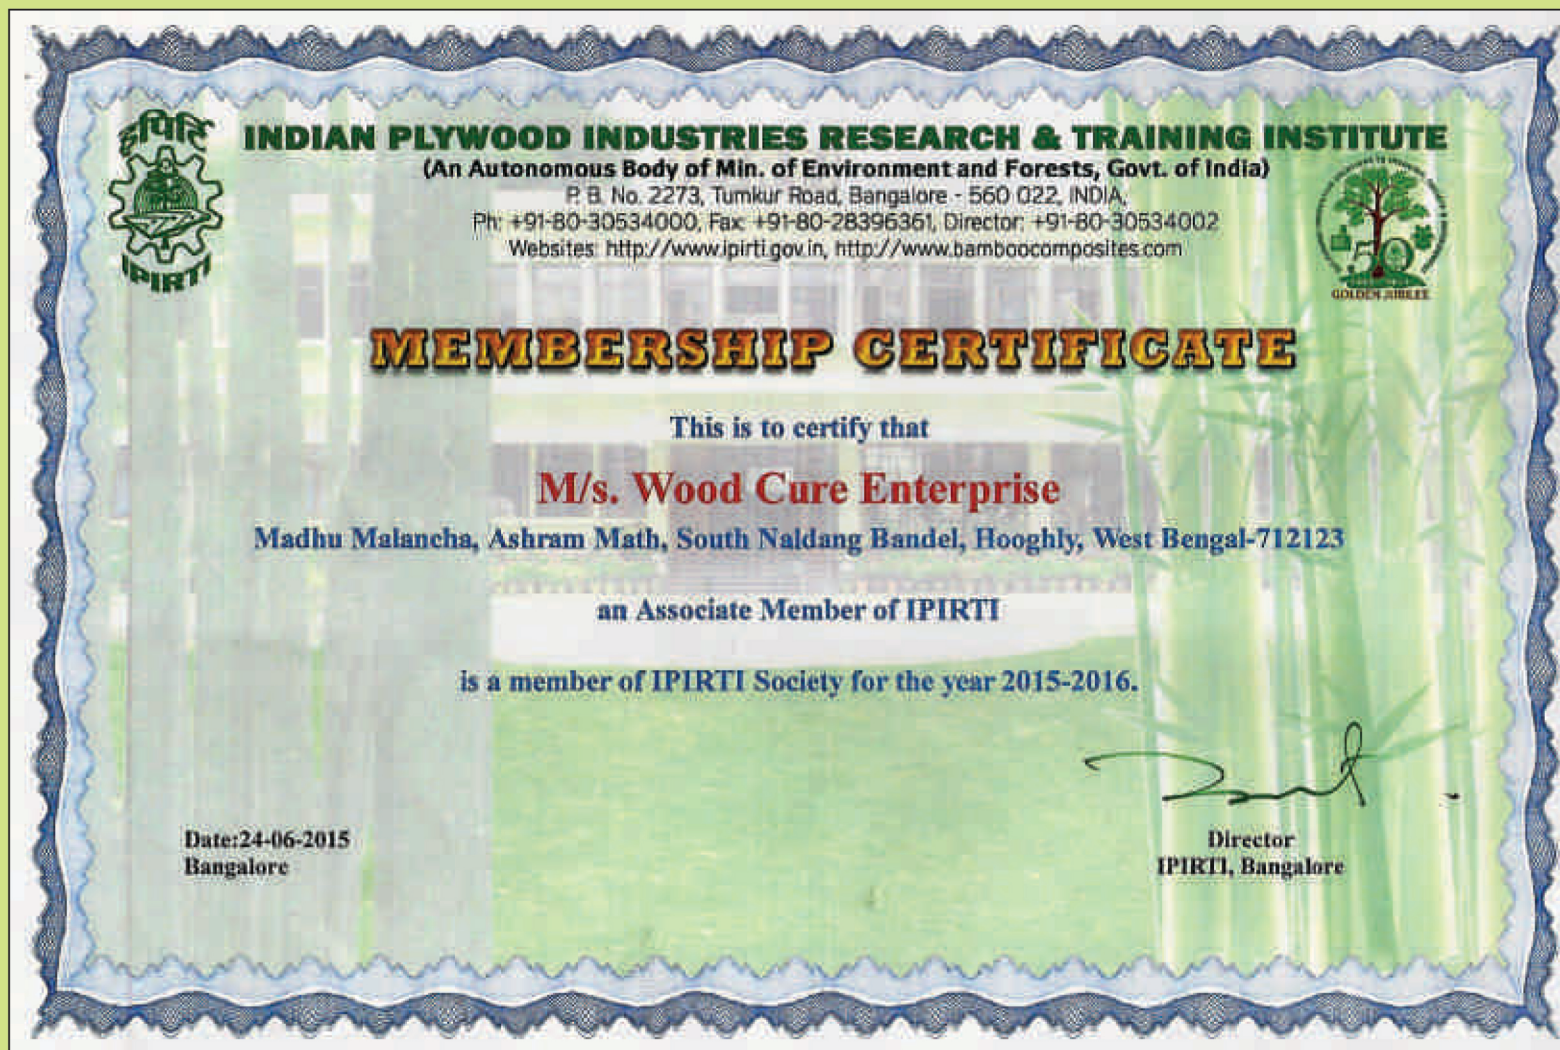 इपिर्ति
IPIRTI
INDIAN PLYWOOD INDUSTRIES RESEARCH & TRAINING INSTITUTE
(An Autonomous Body of Min. of Environment and Forests, Govt. of India)
P. B. No. 2273, Tumkur Road, Bangalore - 560 022, INDIA,
Ph: +91-80-30534000, Fax: +91-80-28396361, Director: +91-80-30534002
Websites: http://www.ipirti.gov.in, http://www.bamboocomposites.com
50
GOLDEN JUBILEE
MEMBERSHIP CERTIFICATE
This is to certify that
M/s. Wood Cure Enterprise
Madhu Malancha, Ashram Math, South Naldang Bandel, Hooghly, West Bengal-712123
an Associate Member of IPIRTI
is a member of IPIRTI Society for the year 2015-2016.
Date:24-06-2015
Bangalore
Director
IPIRTI, Bangalore